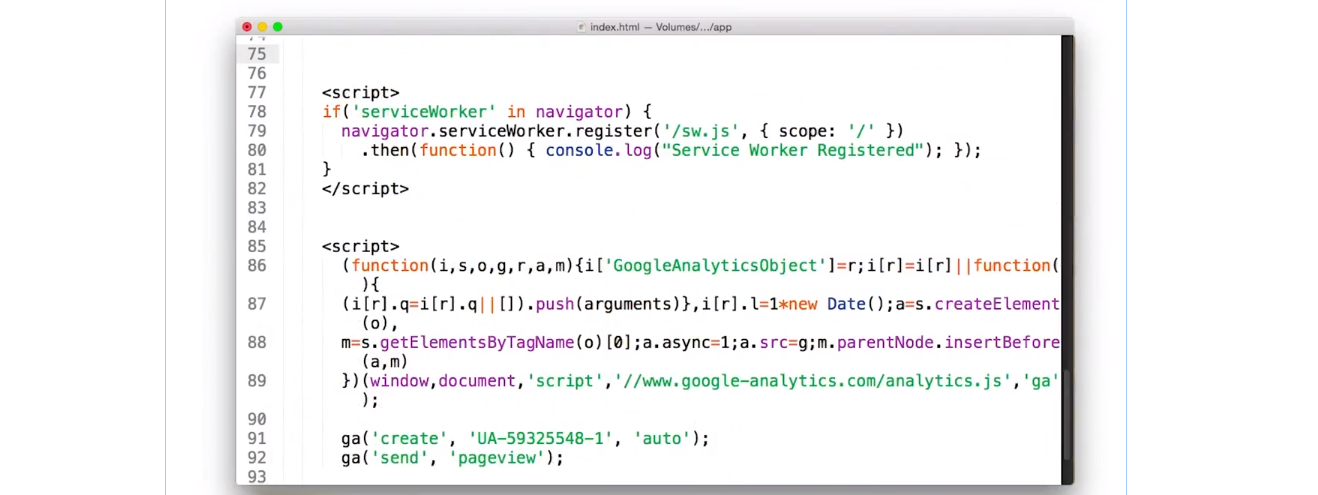 index.html — Volumes/.../app
75
76
77 <script>
78 if('serviceWorker' in navigator) {
79 navigator.serviceWorker.register('/sw.js', { scope: '/' })
80 .then(function() { console.log("Service Worker Registered"); });
81 }
82 </script>
83
84
85 <script>
86 (function(i,s,o,g,r,a,m){i['GoogleAnalyticsObject']=r;i[r]=i[r]||function(
){
87 (i[r].q=i[r].q||[]).push(arguments)},i[r].l=1*new Date();a=s.createElement
(o),
88 m=s.getElementsByTagName(o)[0];a.async=1;a.src=g;m.parentNode.insertBefore
(a,m)
89 })(window,document,'script','//www.google-analytics.com/analytics.js','ga'
);
90
91 ga('create', 'UA-59325548-1', 'auto');
92 ga('send', 'pageview');
93